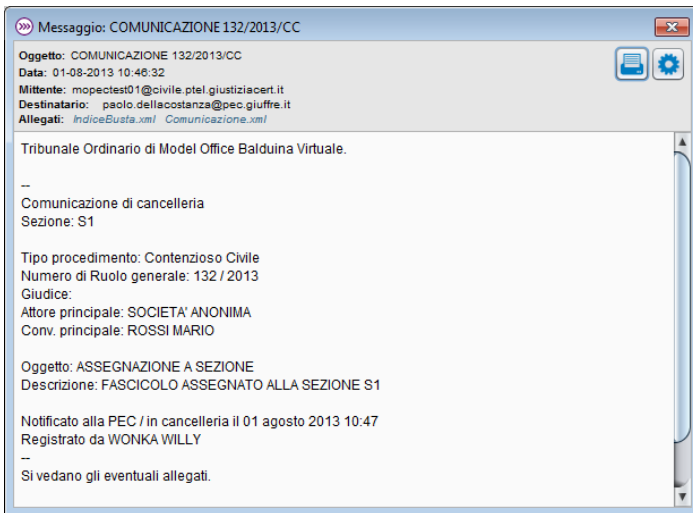 Messaggio: COMUNICAZIONE 132/2013/CC
Oggetto: COMUNICAZIONE 132/2013/CC
Data: 01-08-2013 10:46:32
Mittente: mopectest01@civile.ptel.giustiziacert.it
Destinatario: paolo.dellacostanza@pec.giuffre.it
Allegati: IndiceBusta.xml Comunicazione.xml
Tribunale Ordinario di Model Office Balduina Virtuale.
--
Comunicazione di cancelleria
Sezione: S1
Tipo procedimento: Contenzioso Civile
Numero di Ruolo generale: 132 / 2013
Giudice:
Attore principale: SOCIETA' ANONIMA
Conv. principale: ROSSI MARIO
Oggetto: ASSEGNAZIONE A SEZIONE
Descrizione: FASCICOLO ASSEGNATO ALLA SEZIONE S1
Notificato alla PEC / in cancelleria il 01 agosto 2013 10:47
Registrato da WONKA WILLY
--
Si vedano gli eventuali allegati.